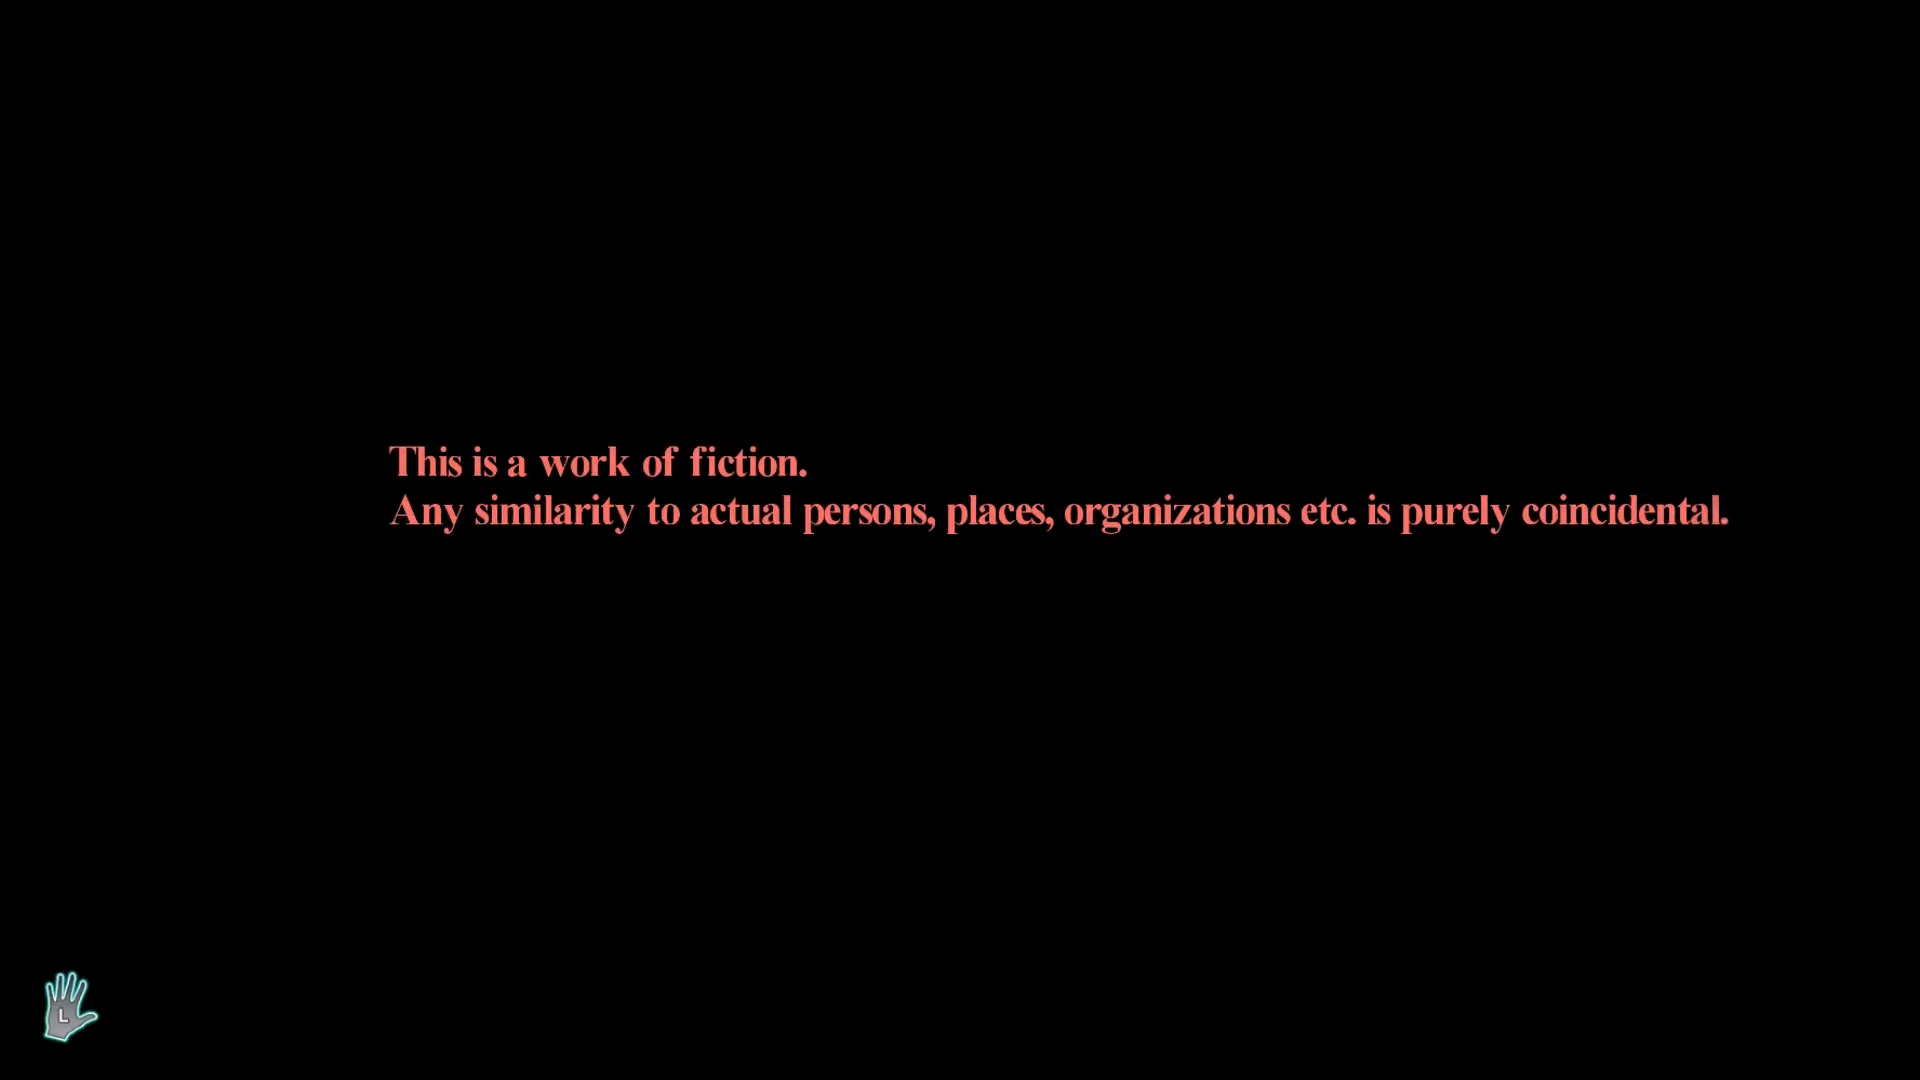 This is a work of fiction.
Any similarity to actual persons, places, organizations etc. is purely coincidental.
L